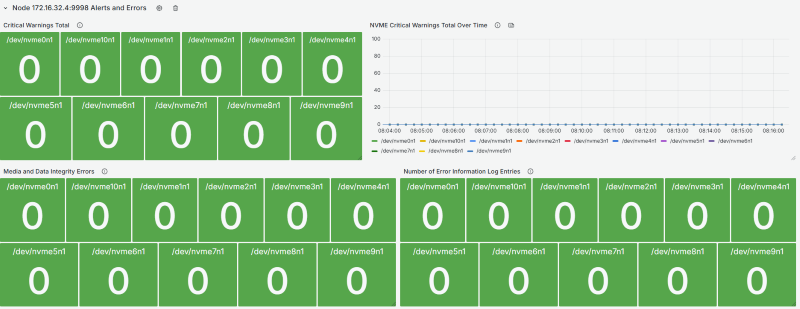 Node 172.16.32.4:9998 Alerts and Errors
Critical Warnings Total
/dev/nvme0n1 /dev/nvme10n1 /dev/nvme1n1 /dev/nvme2n1 /dev/nvme3n1 /dev/nvme4n1
0 0 0 0 0 0
/dev/nvme5n1 /dev/nvme6n1 /dev/nvme7n1 /dev/nvme8n1 /dev/nvme9n1
0 0 0 0 0
NVME Critical Warnings Total Over Time
100
80
60
40
20
0
08:04:00 08:05:00 08:06:00 08:07:00 08:08:00 08:09:00 08:10:00 08:11:00 08:12:00 08:13:00 08:14:00 08:15:00 08:16:00
/dev/nvme0n1 /dev/nvme10n1 /dev/nvme1n1 /dev/nvme2n1 /dev/nvme3n1 /dev/nvme4n1 /dev/nvme5n1 /dev/nvme6n1
/dev/nvme7n1 /dev/nvme8n1 /dev/nvme9n1
Media and Data Integrity Errors
/dev/nvme0n1 /dev/nvme10n1 /dev/nvme1n1 /dev/nvme2n1 /dev/nvme3n1 /dev/nvme4n1
0 0 0 0 0 0
/dev/nvme5n1 /dev/nvme6n1 /dev/nvme7n1 /dev/nvme8n1 /dev/nvme9n1
0 0 0 0 0
Number of Error Information Log Entries
/dev/nvme0n1 /dev/nvme10n1 /dev/nvme1n1 /dev/nvme2n1 /dev/nvme3n1 /dev/nvme4n1
0 0 0 0 0 0
/dev/nvme5n1 /dev/nvme6n1 /dev/nvme7n1 /dev/nvme8n1 /dev/nvme9n1
0 0 0 0 0